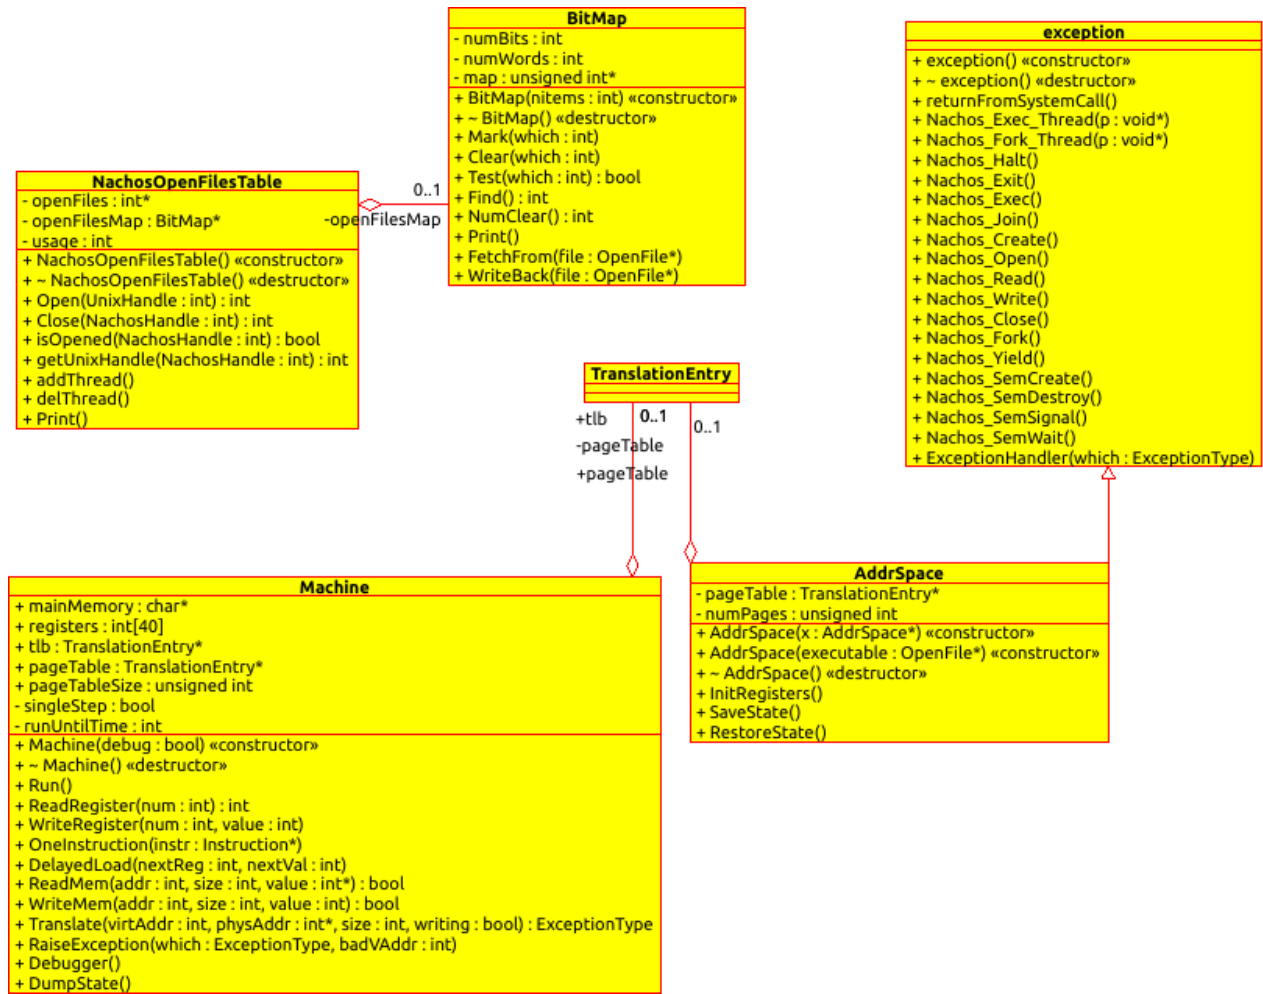 BitMap
- numBits : int
- numWords : int
- map : unsigned int*
+ BitMap(nitems : int) «constructor»
+ ~ BitMap() «destructor»
+ Mark(which : int)
+ Clear(which : int)
+ Test(which : int) : bool
+ Find() : int
+ NumClear() : int
+ Print()
+ FetchFrom(file : OpenFile*)
+ WriteBack(file : OpenFile*)
exception
+ exception() «constructor»
+ ~ exception() «destructor»
+ returnFromSystemCall()
+ Nachos_Exec_Thread(p : void*)
+ Nachos_Fork_Thread(p : void*)
+ Nachos_Halt()
+ Nachos_Exit()
+ Nachos_Exec()
+ Nachos_Join()
+ Nachos_Create()
+ Nachos_Open()
+ Nachos_Read()
+ Nachos_Write()
+ Nachos_Close()
+ Nachos_Fork()
+ Nachos_Yield()
+ Nachos_SemCreate()
+ Nachos_SemDestroy()
+ Nachos_SemSignal()
+ Nachos_SemWait()
+ ExceptionHandler(which : ExceptionType)
NachosOpenFilesTable
- openFiles : int*
- openFilesMap : BitMap*
- usage : int
+ NachosOpenFilesTable() «constructor»
+ ~ NachosOpenFilesTable() «destructor»
+ Open(UnixHandle : int) : int
+ Close(NachosHandle : int) : int
+ isOpened(NachosHandle : int) : bool
+ getUnixHandle(NachosHandle : int) : int
+ addThread()
+ delThread()
+ Print()
0..1
-openFilesMap
TranslationEntry
+tlb
0..1
0..1
-pageTable
+pageTable
Machine
+ mainMemory : char*
+ registers : int[40]
+ tlb : TranslationEntry*
+ pageTable : TranslationEntry*
+ pageTableSize : unsigned int
- singleStep : bool
- runUntilTime : int
+ Machine(debug : bool) «constructor»
+ ~ Machine() «destructor»
+ Run()
+ ReadRegister(num : int) : int
+ WriteRegister(num : int, value : int)
+ OneInstruction(instr : Instruction*)
+ DelayedLoad(nextReg : int, nextVal : int)
+ ReadMem(addr : int, size : int, value : int*) : bool
+ WriteMem(addr : int, size : int, value : int) : bool
+ Translate(virtAddr : int, physAddr : int*, size : int, writing : bool) : ExceptionType
+ RaiseException(which : ExceptionType, badVAddr : int)
+ Debugger()
+ DumpState()
AddrSpace
- pageTable : TranslationEntry*
- numPages : unsigned int
+ AddrSpace(x : AddrSpace*) «constructor»
+ AddrSpace(executable : OpenFile*) «constructor»
+ ~ AddrSpace() «destructor»
+ InitRegisters()
+ SaveState()
+ RestoreState()